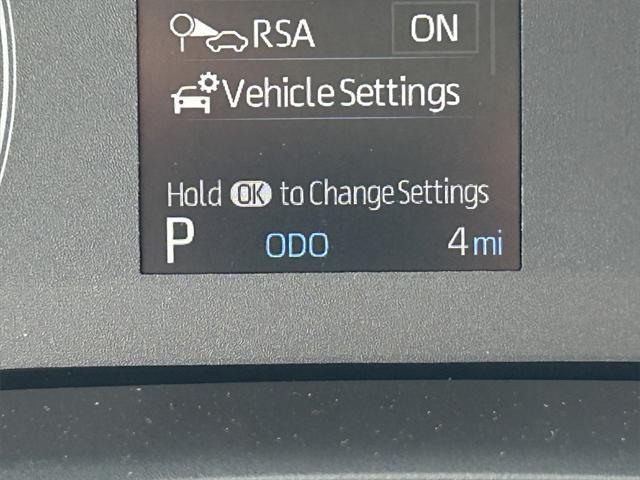 RSA ON
Vehicle Settings
Hold OK to Change Settings
P ODO 4 mi